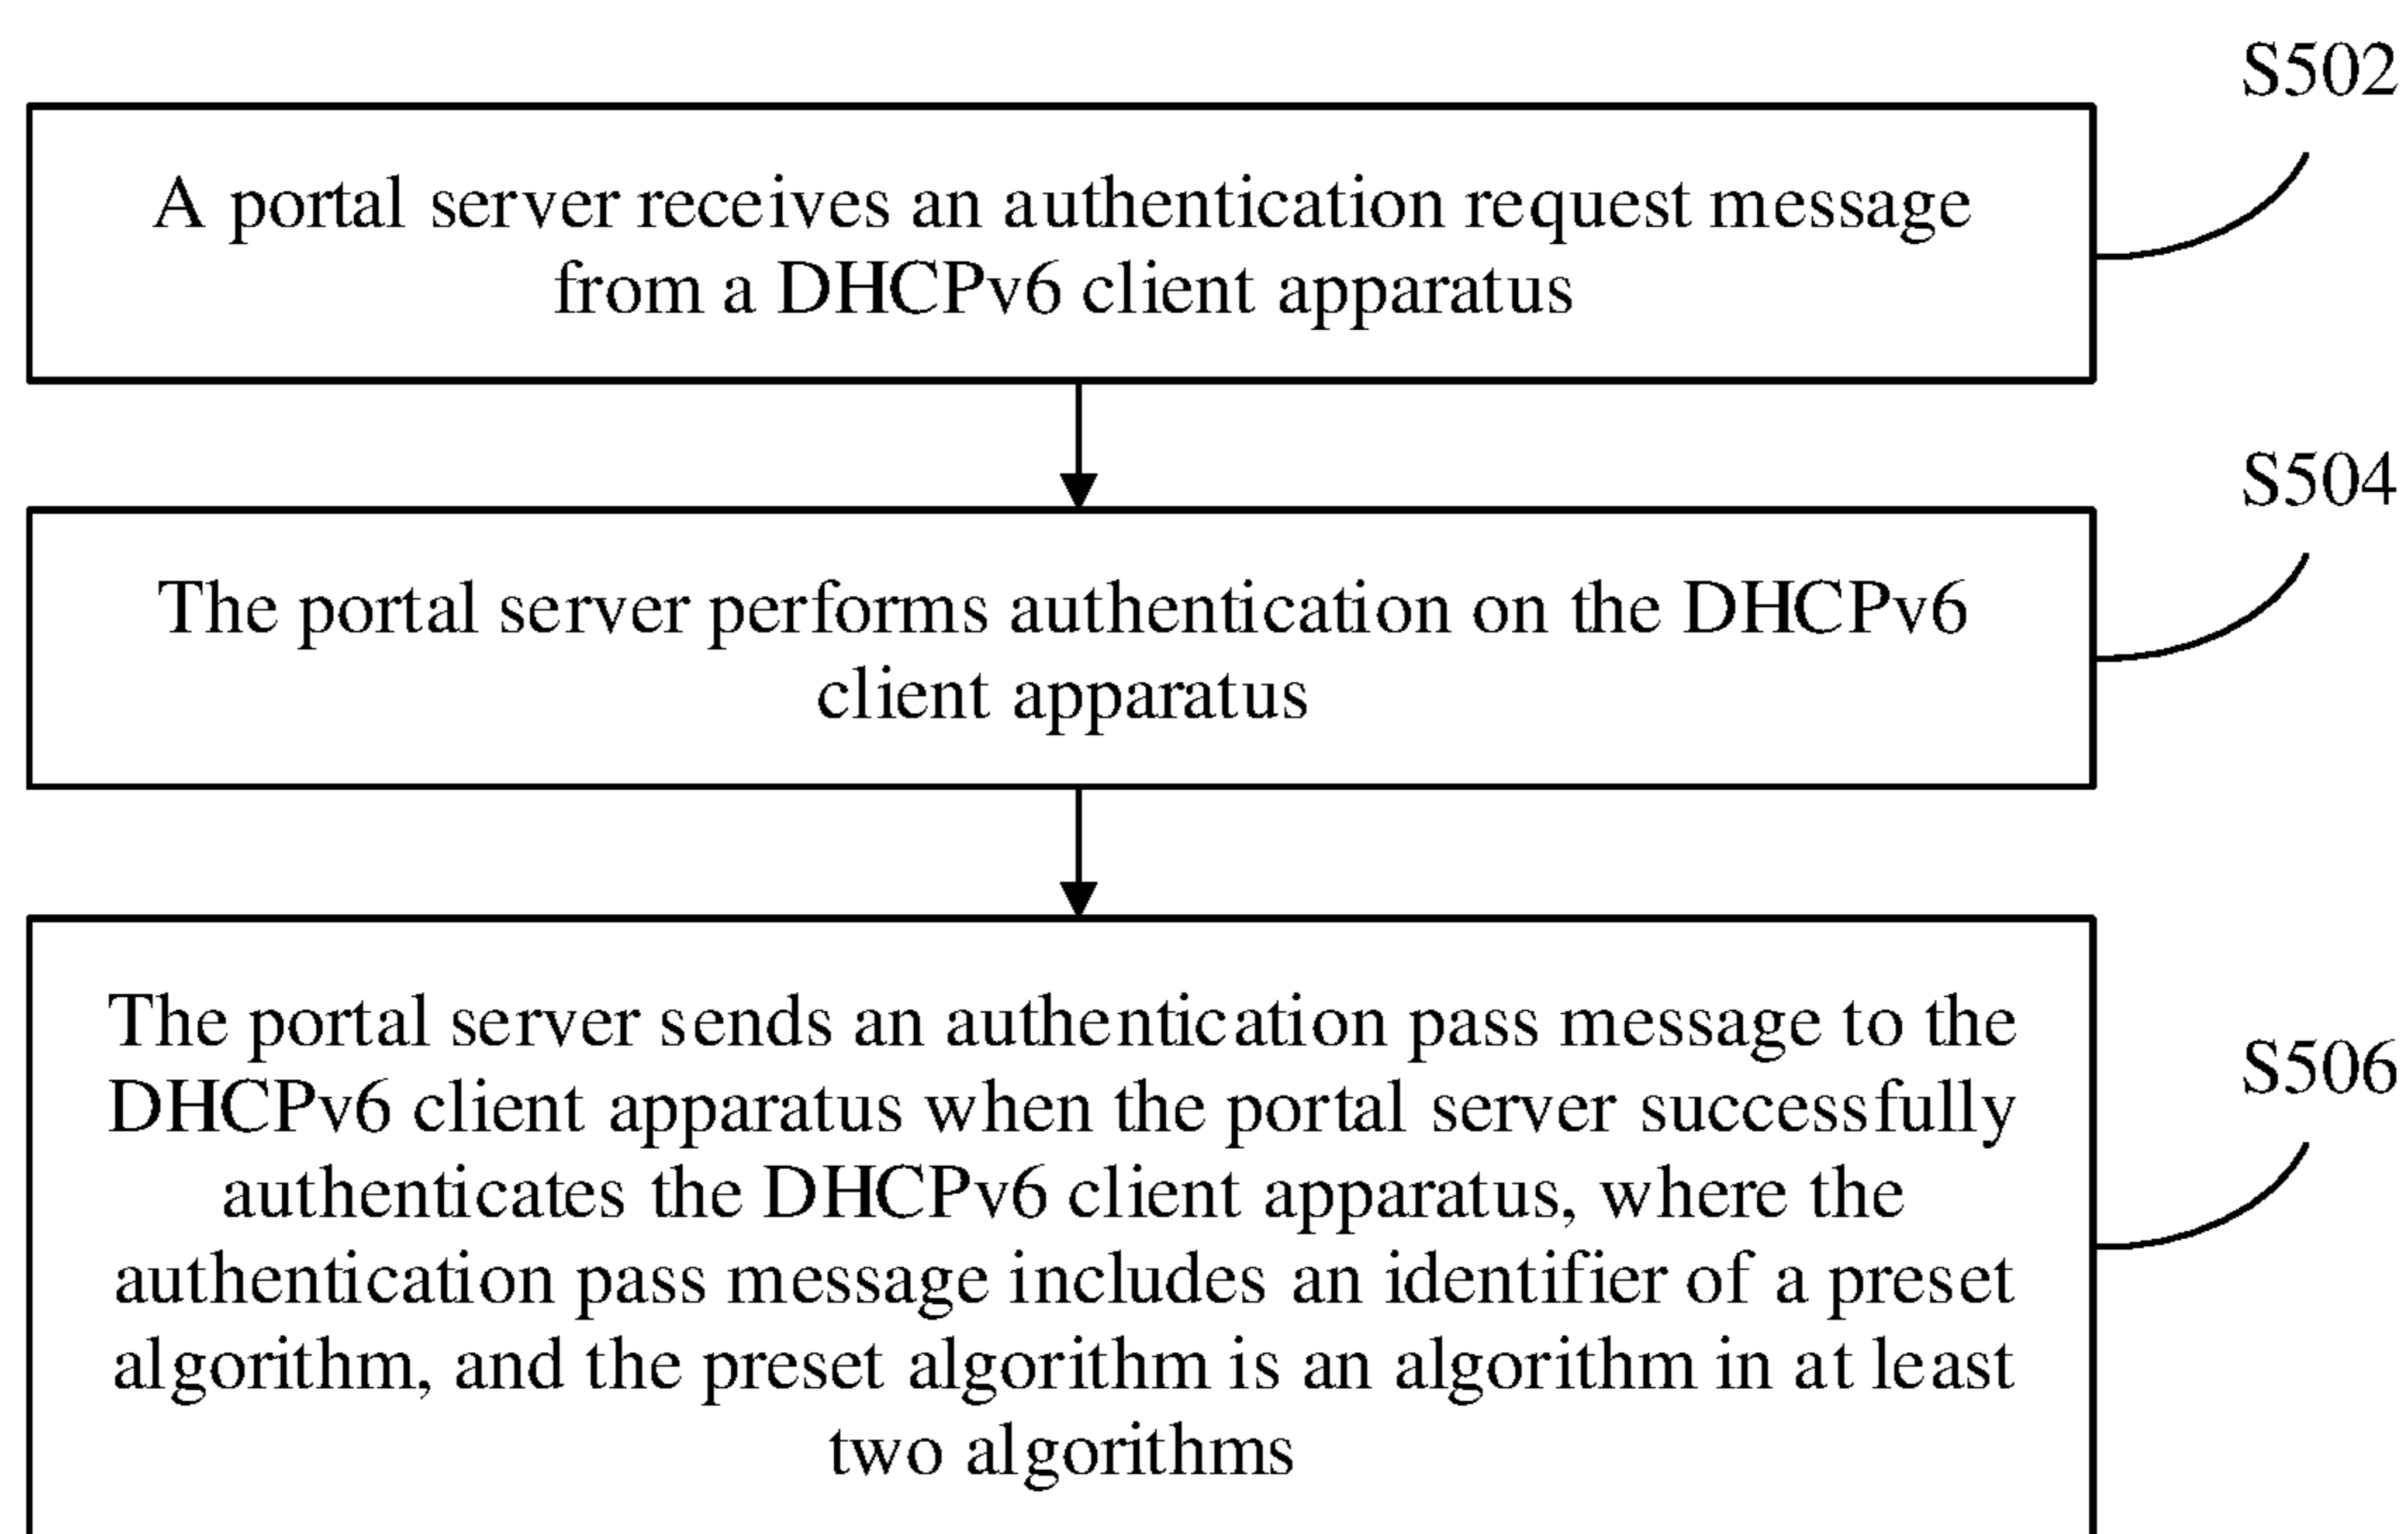 S502
A portal server receives an authentication request message
from a DHCPv6 client apparatus
S504
The portal server performs authentication on the DHCPv6
client apparatus
The portal server sends an authentication pass message to the
DHCPv6 client apparatus when the portal server successfully
authenticates the DHCPv6 client apparatus, where the
authentication pass message includes an identifier of a preset
algorithm, and the preset algorithm is an algorithm in at least
two algorithms
S506